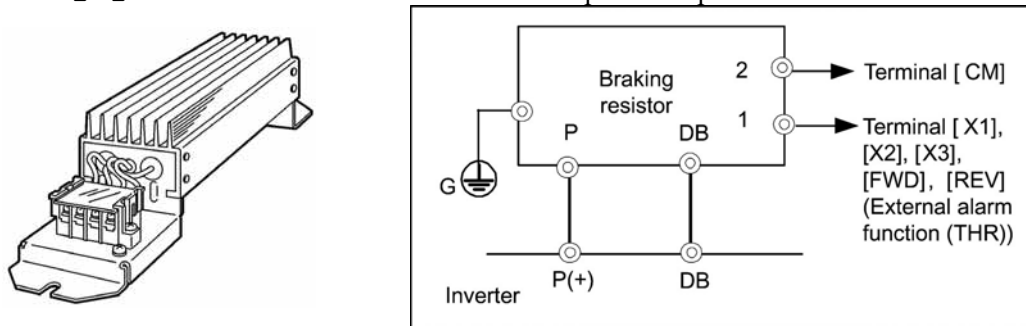 Braking
resistor
2
Terminal [ CM]
1
Terminal [ X1],
[X2], [X3],
[FWD], [REV]
(External alarm
function (THR))
P
DB
G
P(+)
DB
Inverter